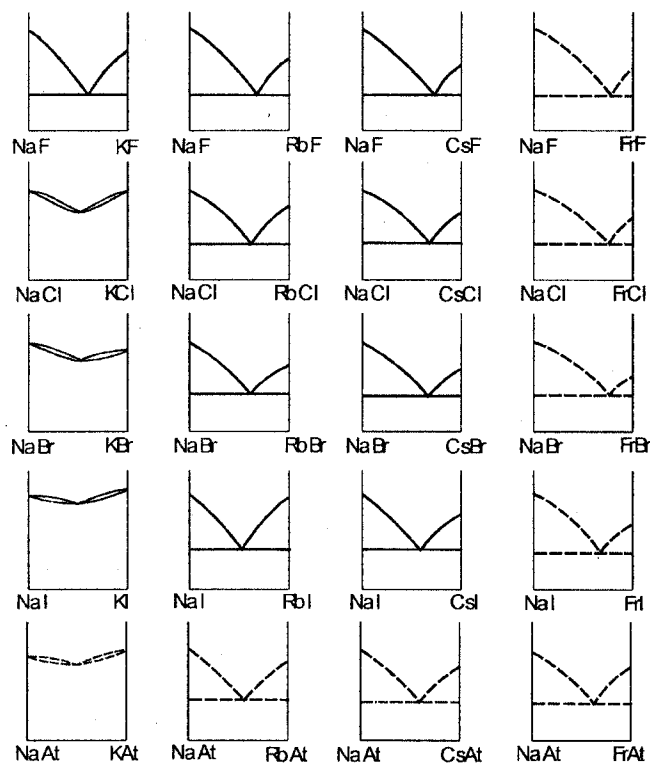 NaF KF NaF RbF NaF CsF NaF FrF
NaCl KCl NaCl RbCl NaCl CsCl NaCl FrCl
NaBr KBr NaBr RbBr NaBr CsBr NaBr FrBr
NaI KI NaI RbI NaI CsI NaI FrI
NaAt KAt NaAt RbAt NaAt CsAt NaAt FrAt